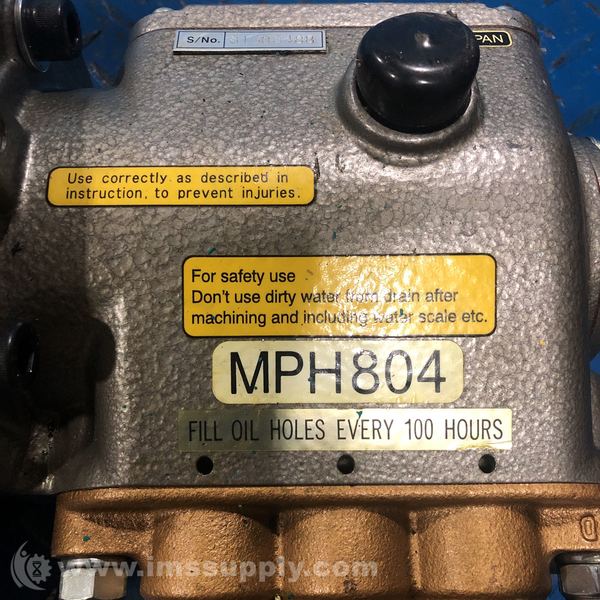 S/No.
PAN
Use correctly as described in
instruction, to prevent injuries.
For safety use
Don't use dirty water from drain after
machining and including water scale etc.
MPH804
FILL OIL HOLES EVERY 100 HOURS
www.imssupply.com